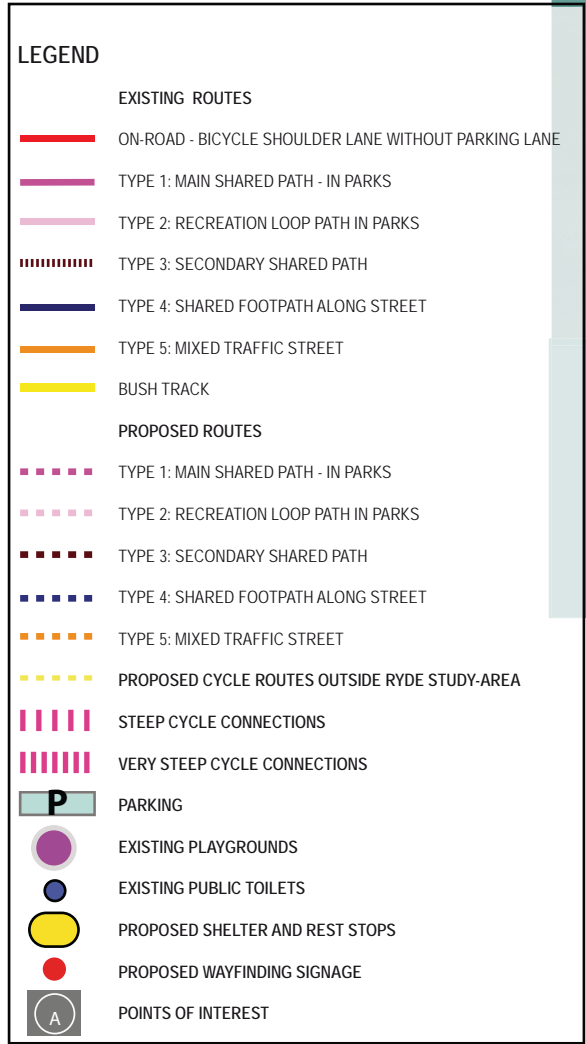 LEGEND
EXISTING ROUTES
ON-ROAD - BICYCLE SHOULDER LANE WITHOUT PARKING LANE
TYPE 1: MAIN SHARED PATH - IN PARKS
TYPE 2: RECREATION LOOP PATH IN PARKS
TYPE 3: SECONDARY SHARED PATH
TYPE 4: SHARED FOOTPATH ALONG STREET
TYPE 5: MIXED TRAFFIC STREET
BUSH TRACK
PROPOSED ROUTES
TYPE 1: MAIN SHARED PATH - IN PARKS
TYPE 2: RECREATION LOOP PATH IN PARKS
TYPE 3: SECONDARY SHARED PATH
TYPE 4: SHARED FOOTPATH ALONG STREET
TYPE 5: MIXED TRAFFIC STREET
PROPOSED CYCLE ROUTES OUTSIDE RYDE STUDY-AREA
STEEP CYCLE CONNECTIONS
VERY STEEP CYCLE CONNECTIONS
P PARKING
EXISTING PLAYGROUNDS
EXISTING PUBLIC TOILETS
PROPOSED SHELTER AND REST STOPS
PROPOSED WAYFINDING SIGNAGE
A POINTS OF INTEREST